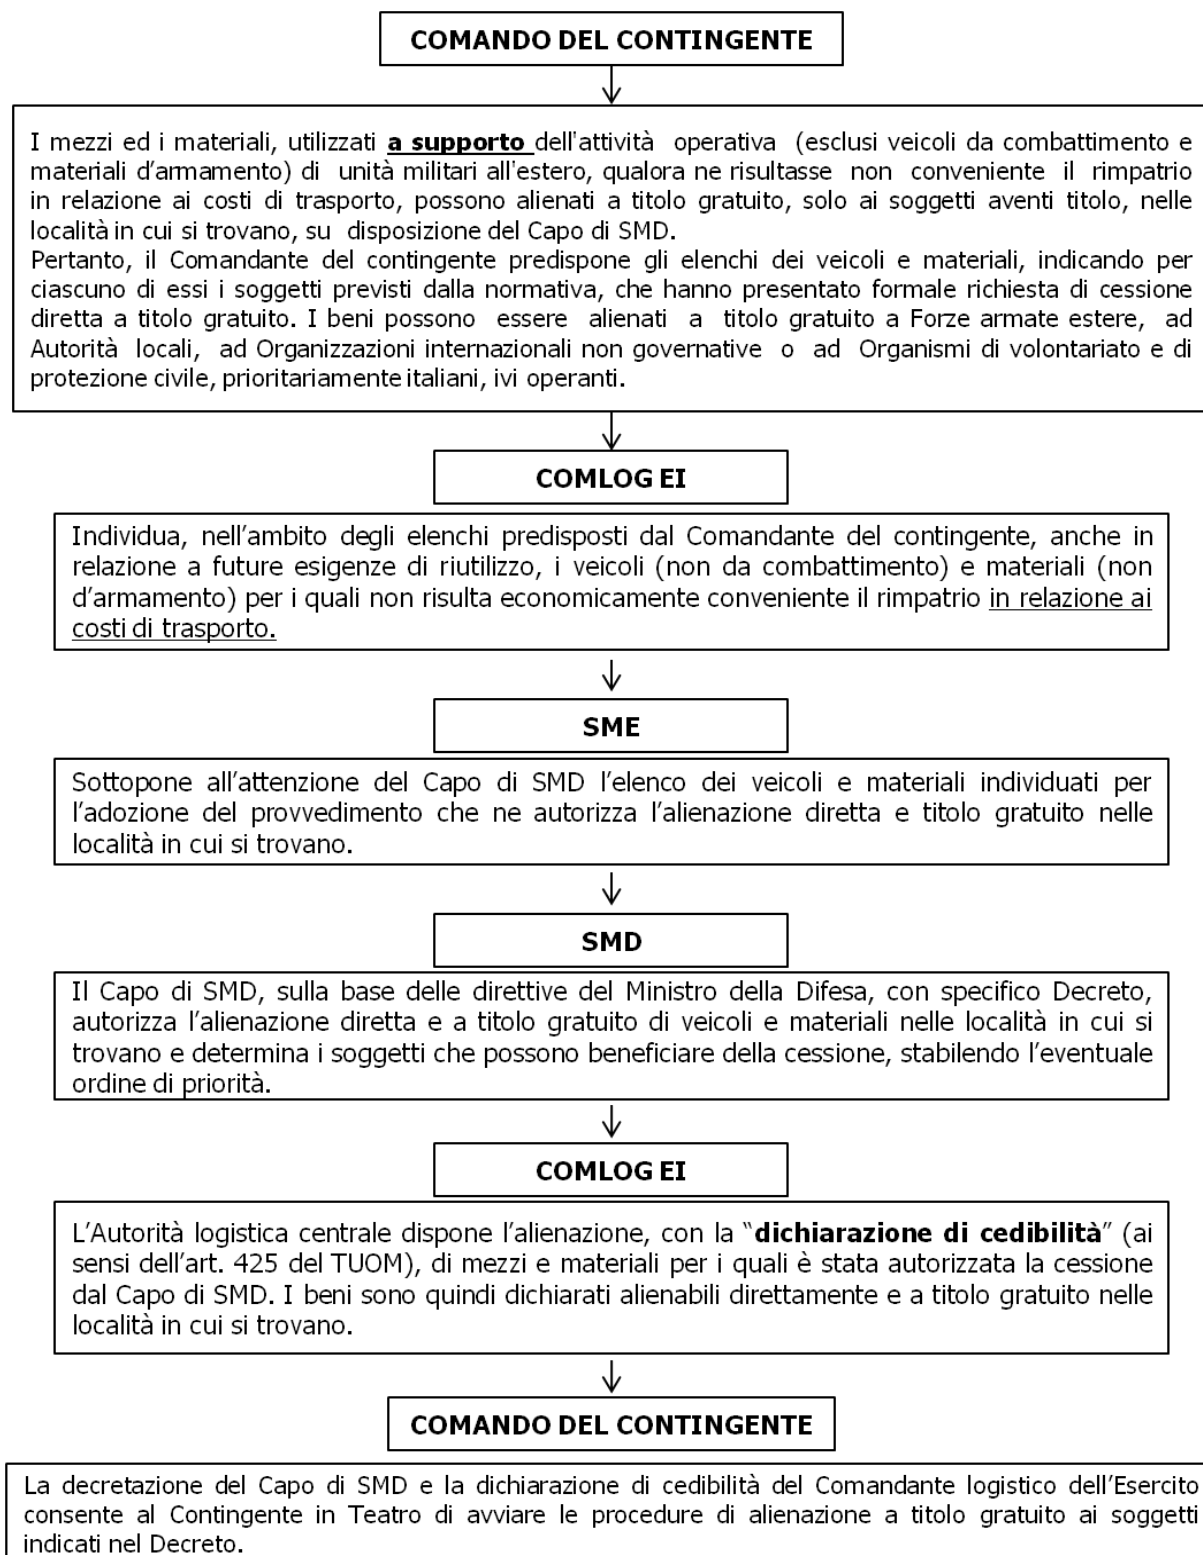 COMANDO DEL CONTINGENTE
I mezzi ed i materiali, utilizzati a supporto dell'attività operativa (esclusi veicoli da combattimento e
materiali d'armamento) di unità militari all'estero, qualora ne risultasse non conveniente il rimpatrio
in relazione ai costi di trasporto, possono alienati a titolo gratuito, solo ai soggetti aventi titolo, nelle
località in cui si trovano, su disposizione del Capo di SMD.
Pertanto, il Comandante del contingente predispone gli elenchi dei veicoli e materiali, indicando per
ciascuno di essi i soggetti previsti dalla normativa, che hanno presentato formale richiesta di cessione
diretta a titolo gratuito. I beni possono essere alienati a titolo gratuito a Forze armate estere, ad
Autorità locali, ad Organizzazioni internazionali non governative o ad Organismi di volontariato e di
protezione civile, prioritariamente italiani, ivi operanti.
COMLOG EI
Individua, nell'ambito degli elenchi predisposti dal Comandante del contingente, anche in
relazione a future esigenze di riutilizzo, i veicoli (non da combattimento) e materiali (non
d'armamento) per i quali non risulta economicamente conveniente il rimpatrio in relazione ai
costi di trasporto.
SME
Sottopone all'attenzione del Capo di SMD l'elenco dei veicoli e materiali individuati per
l'adozione del provvedimento che ne autorizza l'alienazione diretta e titolo gratuito nelle
località in cui si trovano.
SMD
Il Capo di SMD, sulla base delle direttive del Ministro della Difesa, con specifico Decreto,
autorizza l'alienazione diretta e a titolo gratuito di veicoli e materiali nelle località in cui si
trovano e determina i soggetti che possono beneficiare della cessione, stabilendo l'eventuale
ordine di priorità.
COMLOG EI
L'Autorità logistica centrale dispone l'alienazione, con la "dichiarazione di cedibilità" (ai
sensi dell'art. 425 del TUOM), di mezzi e materiali per i quali è stata autorizzata la cessione
dal Capo di SMD. I beni sono quindi dichiarati alienabili direttamente e a titolo gratuito nelle
località in cui si trovano.
COMANDO DEL CONTINGENTE
La decretazione del Capo di SMD e la dichiarazione di cedibilità del Comandante logistico dell'Esercito
consente al Contingente in Teatro di avviare le procedure di alienazione a titolo gratuito ai soggetti
indicati nel Decreto.